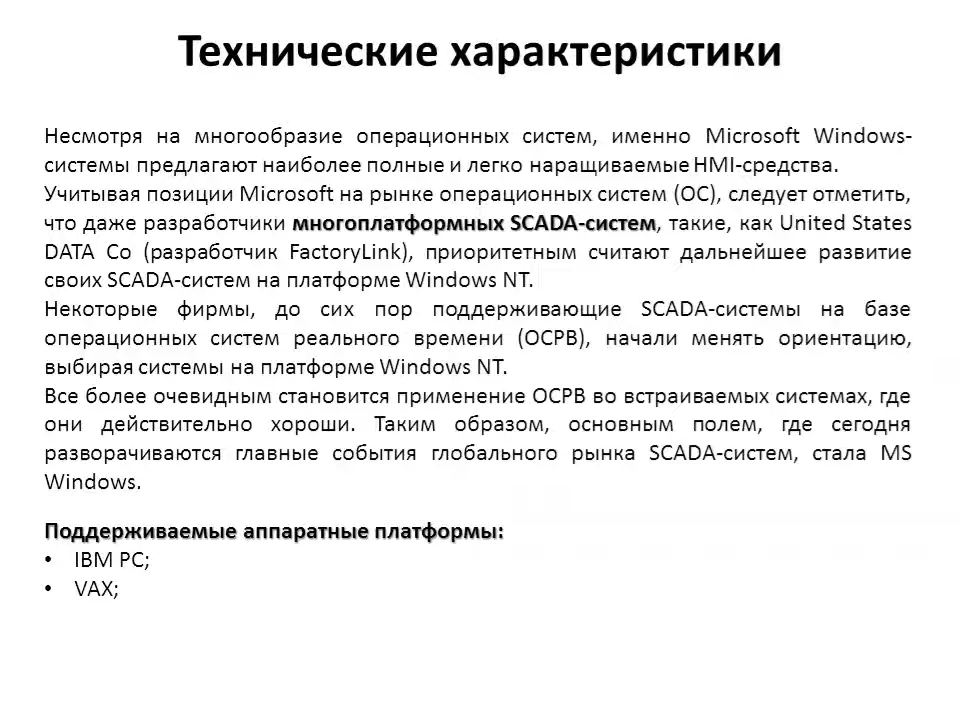 Технические характеристики
Несмотря на многообразие операционных систем, именно Microsoft Windows-
системы предлагают наиболее полные и легко наращиваемые HMI-средства.
Учитывая позиции Microsoft на рынке операционных систем (ОС), следует отметить,
что даже разработчики многоплатформных SCADA-систем, такие, как United States
DATA Co (разработчик FactoryLink), приоритетным считают дальнейшее развитие
своих SCADA-систем на платформе Windows NT.
Некоторые фирмы, до сих пор поддерживающие SCADA-системы на базе
операционных систем реального времени (ОСРВ), начали менять ориентацию,
выбирая системы на платформе Windows NT.
Все более очевидным становится применение ОСРВ во встраиваемых системах, где
они действительно хороши. Таким образом, основным полем, где сегодня
разворачиваются главные события глобального рынка SCADA-систем, стала MS
Windows.
Поддерживаемые аппаратные платформы:
• IBM PC;
• VAX;